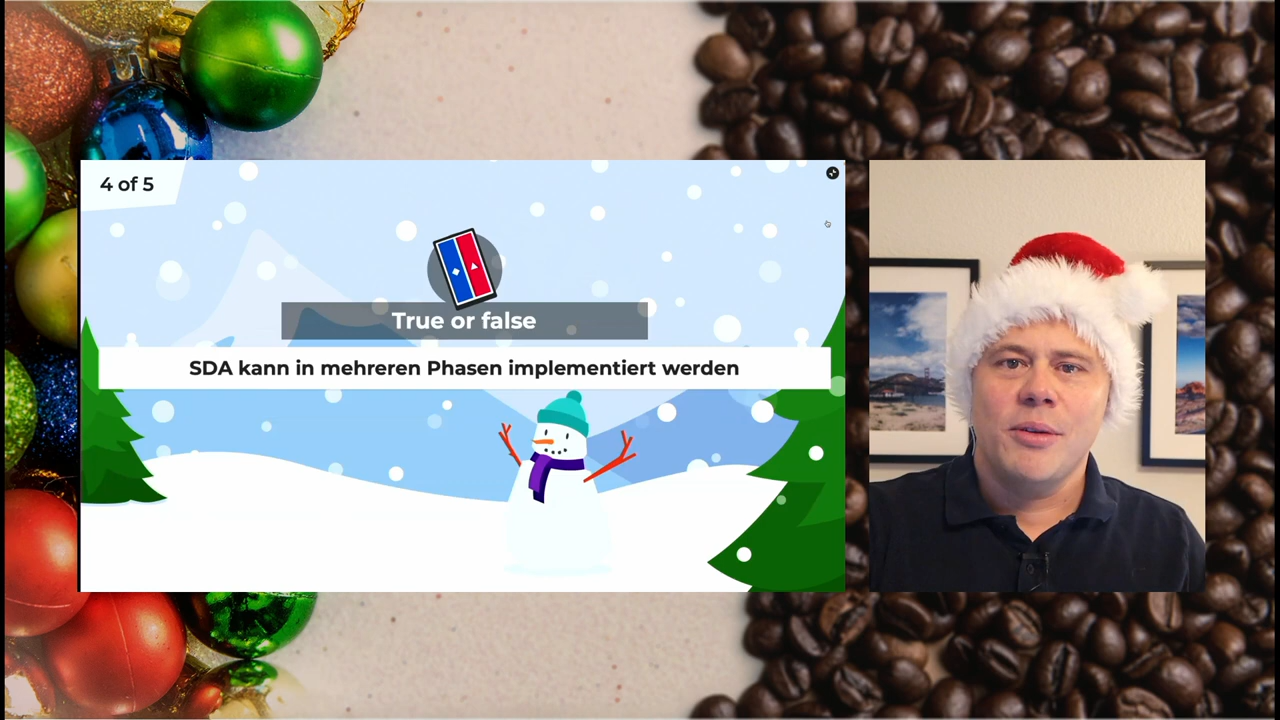 4 of 5
True or false
SDA kann in mehreren Phasen implementiert werden